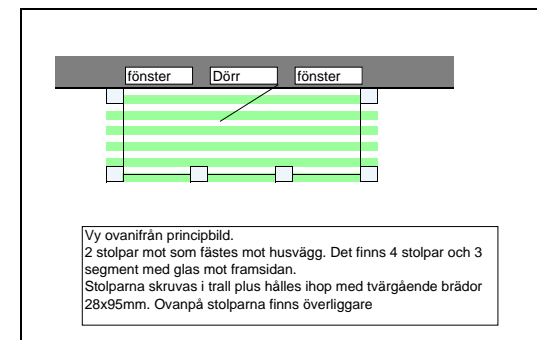 fönster Dörr fönster
Vy ovanifrån principbild.
2 stolpar mot som fästes mot husvägg. Det finns 4 stolpar och 3
segment med glas mot framsidan.
Stolparna skruvas i trall plus hålles ihop med tvärgående brädor
28x95mm. Ovanpå stolparna finns överliggare